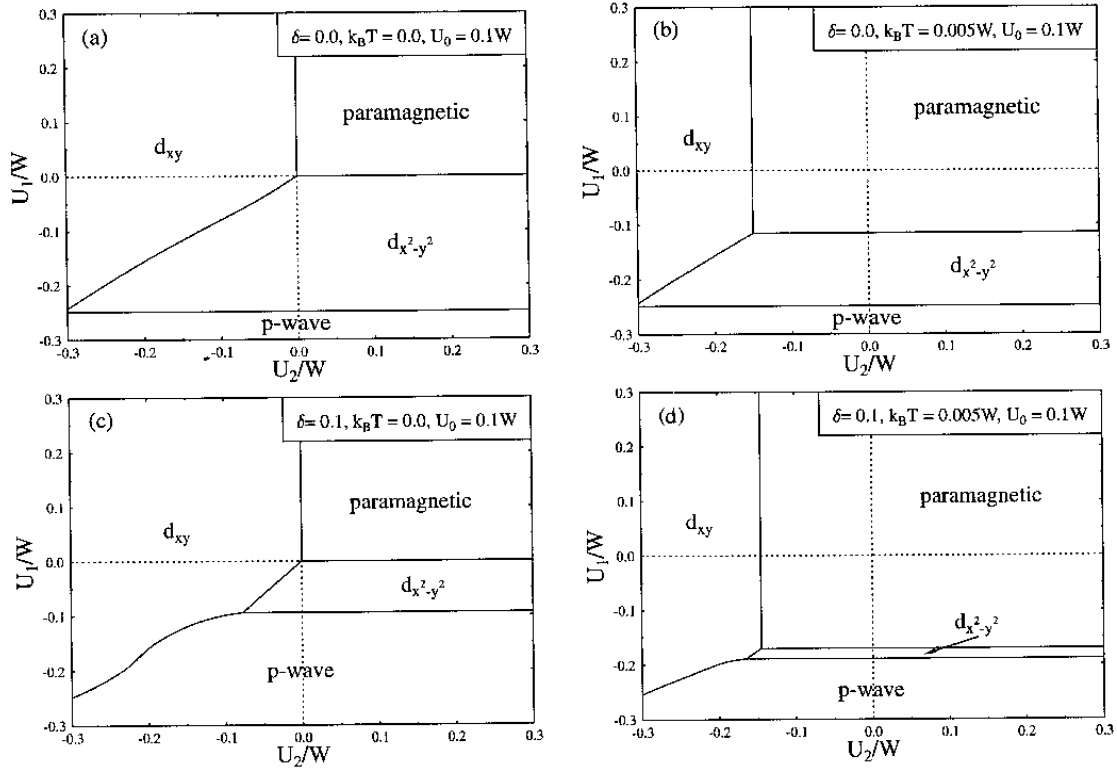 (a)
δ= 0.0, k_BT = 0.0, U_0 = 0.1W
0.3
0.2
0.1
0.0
-0.1
-0.2
-0.3
U_1/W
paramagnetic
d_xy
d_x²-y²
p-wave
-0.3 -0.2 -0.1 0.0 0.1 0.2 0.3
U_2/W
(b)
δ= 0.0, k_BT = 0.005W, U_0 = 0.1W
0.3
0.2
0.1
0.0
-0.1
-0.2
-0.3
U_1/W
paramagnetic
d_xy
d_x²-y²
p-wave
-0.3 -0.2 -0.1 0.0 0.1 0.2 0.3
U_2/W
(c)
δ= 0.1, k_BT = 0.0, U_0 = 0.1W
0.3
0.2
0.1
0.0
-0.1
-0.2
-0.3
U_1/W
paramagnetic
d_xy
d_x²-y²
p-wave
-0.3 -0.2 -0.1 0.0 0.1 0.2 0.3
U_2/W
(d)
δ= 0.1, k_BT = 0.005W, U_0 = 0.1W
0.3
0.2
0.1
0.0
-0.1
-0.2
-0.3
U_1/W
paramagnetic
d_xy
d_x²-y²
p-wave
-0.3 -0.2 -0.1 0.0 0.1 0.2 0.3
U_2/W